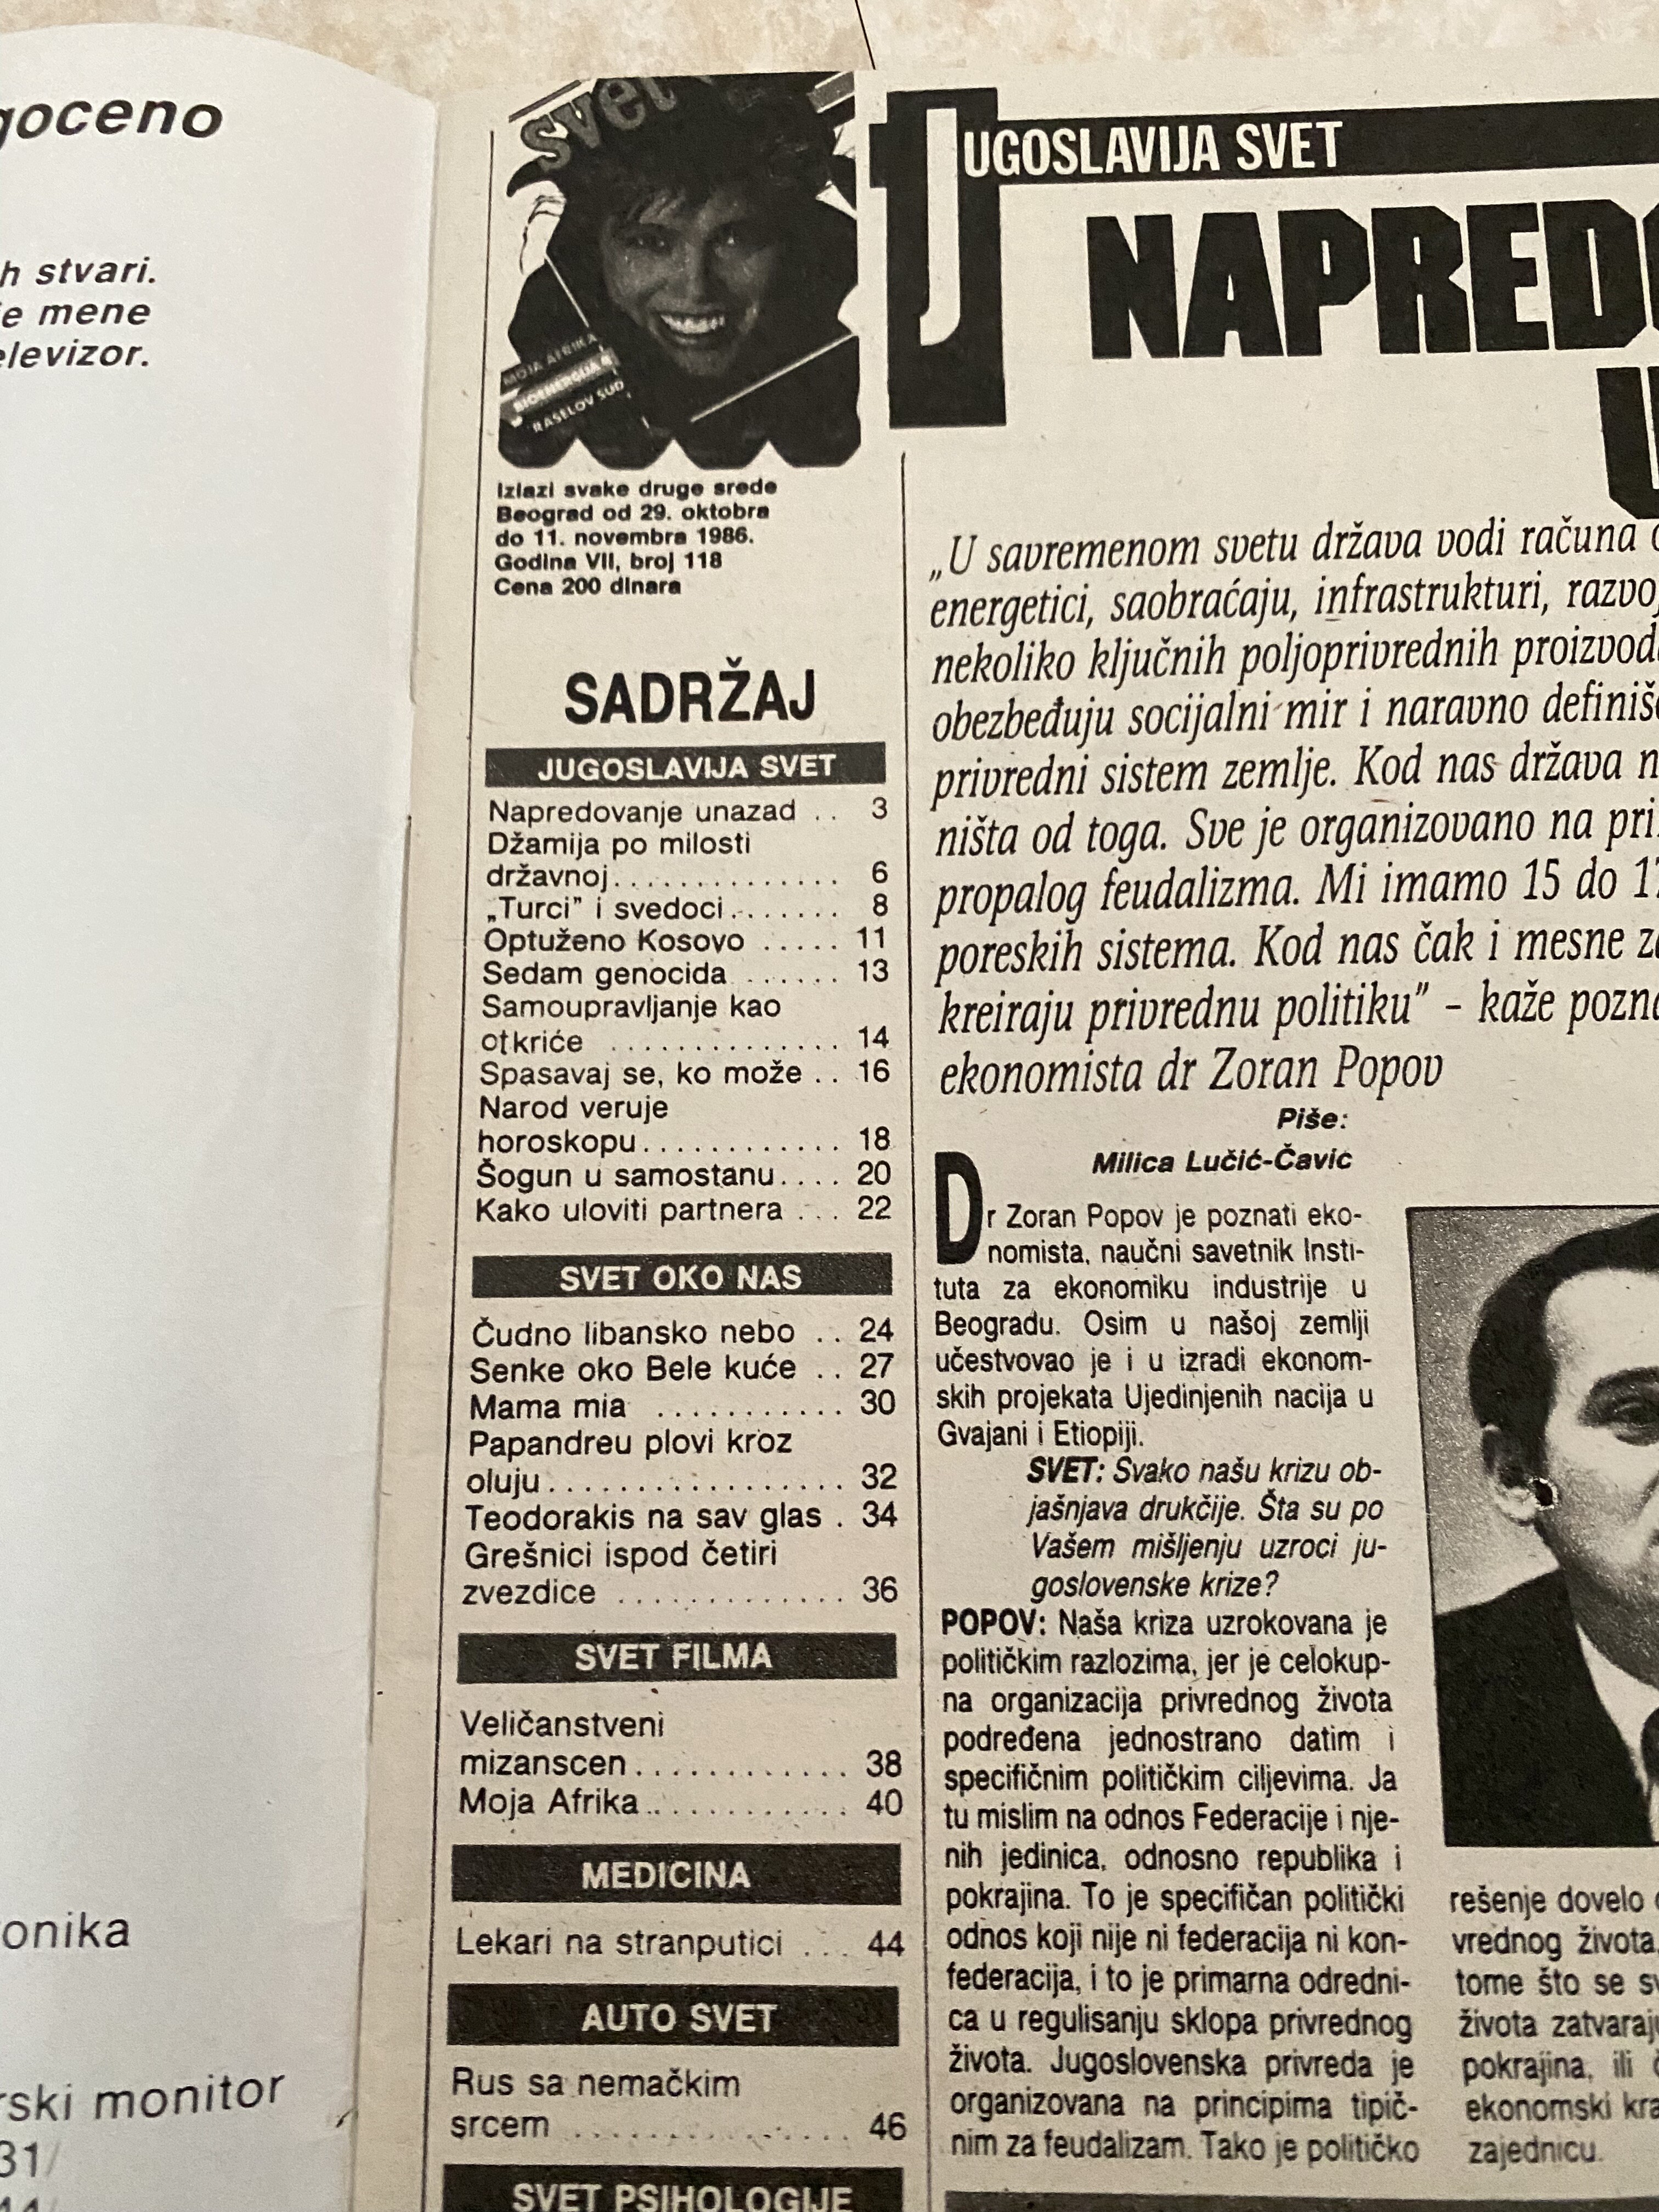 goceno
h stvari.
e mene
elevizor.
onika
rski monitor
31/
svet
MOJA AFRIKA
BIOENERGIJA
RASELOV SUD
Izlazi svake druge srede
Beograd od 29. oktobra
do 11. novembra 1986.
Godina VII, broj 118
Cena 200 dinara
SADRŽAJ
JUGOSLAVIJA SVET
Napredovanje unazad .. 3
Džamija po milosti
državnoj.............. 6
„Turci” i svedoci....... 8
Optuženo Kosovo ..... 11
Sedam genocida ...... 13
Samoupravljanje kao
otkriće .............. 14
Spasavaj se, ko može .. 16
Narod veruje
horoskopu............ 18
Šogun u samostanu.... 20
Kako uloviti partnera ... 22
SVET OKO NAS
Čudno libansko nebo .. 24
Senke oko Bele kuće .. 27
Mama mia ........... 30
Papandreu plovi kroz
oluju................. 32
Teodorakis na sav glas . 34
Grešnici ispod četiri
zvezdice ............. 36
SVET FILMA
Veličanstveni
mizanscen............ 38
Moja Afrika........... 40
MEDICINA
Lekari na stranputici ... 44
AUTO SVET
Rus sa nemačkim
srcem ............... 46
SVET PSIHOLOGIJE
JUGOSLAVIJA SVET
NAPREDO
U
„U savremenom svetu država vodi računa o
energetici, saobraćaju, infrastrukturi, razvoj
nekoliko ključnih poljoprivrednih proizvoda
obezbeđuju socijalni mir i naravno definiše
privredni sistem zemlje. Kod nas država n
ništa od toga. Sve je organizovano na pri
propalog feudalizma. Mi imamo 15 do 17
poreskih sistema. Kod nas čak i mesne za
kreiraju privrednu politiku” – kaže pozna
ekonomista dr Zoran Popov
Piše:
Milica Lučić-Čavic
Dr Zoran Popov je poznati eko-
nomista, naučni savetnik Insti-
tuta za ekonomiku industrije u
Beogradu. Osim u našoj zemlji
učestvovao je i u izradi ekonom-
skih projekata Ujedinjenih nacija u
Gvajani i Etiopiji.
SVET: Svako našu krizu ob-
jašnjava drukčije. Šta su po
Vašem mišljenju uzroci ju-
goslovenske krize?
POPOV: Naša kriza uzrokovana je
političkim razlozima, jer je celokup-
na organizacija privrednog života
podređena jednostrano datim i
specifičnim političkim ciljevima. Ja
tu mislim na odnos Federacije i nje-
nih jedinica, odnosno republika i
pokrajina. To je specifičan politički
odnos koji nije ni federacija ni kon-
federacija, i to je primarna odredni-
ca u regulisanju sklopa privrednog
života. Jugoslovenska privreda je
organizovana na principima tipič-
nim za feudalizam. Tako je političko
rešenje dovelo
vrednog života,
tome što se sv
života zatvaraju
pokrajina, ili
ekonomski kra
zajednicu.